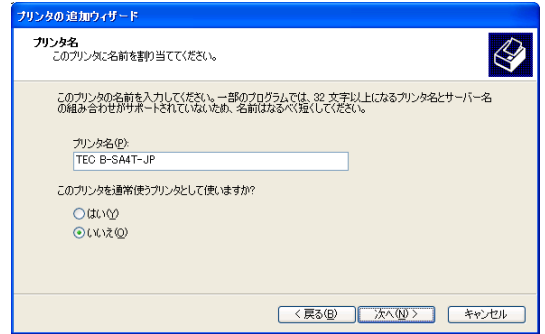 プリンタの追加ウィザード
プリンタ名
このプリンタに名前を割り当ててください。
このプリンタの名前を入力してください。一部のプログラムでは、32 文字以上になるプリンタ名とサーバー名
の組み合わせがサポートされていないため、名前はなるべく短くしてください。
プリンタ名(P):
TEC B-SA4T-JP
このプリンタを通常使うプリンタとして使いますか?
はい(Y)
いいえ(O)
< 戻る(B)
次へ(N) >
キャンセル